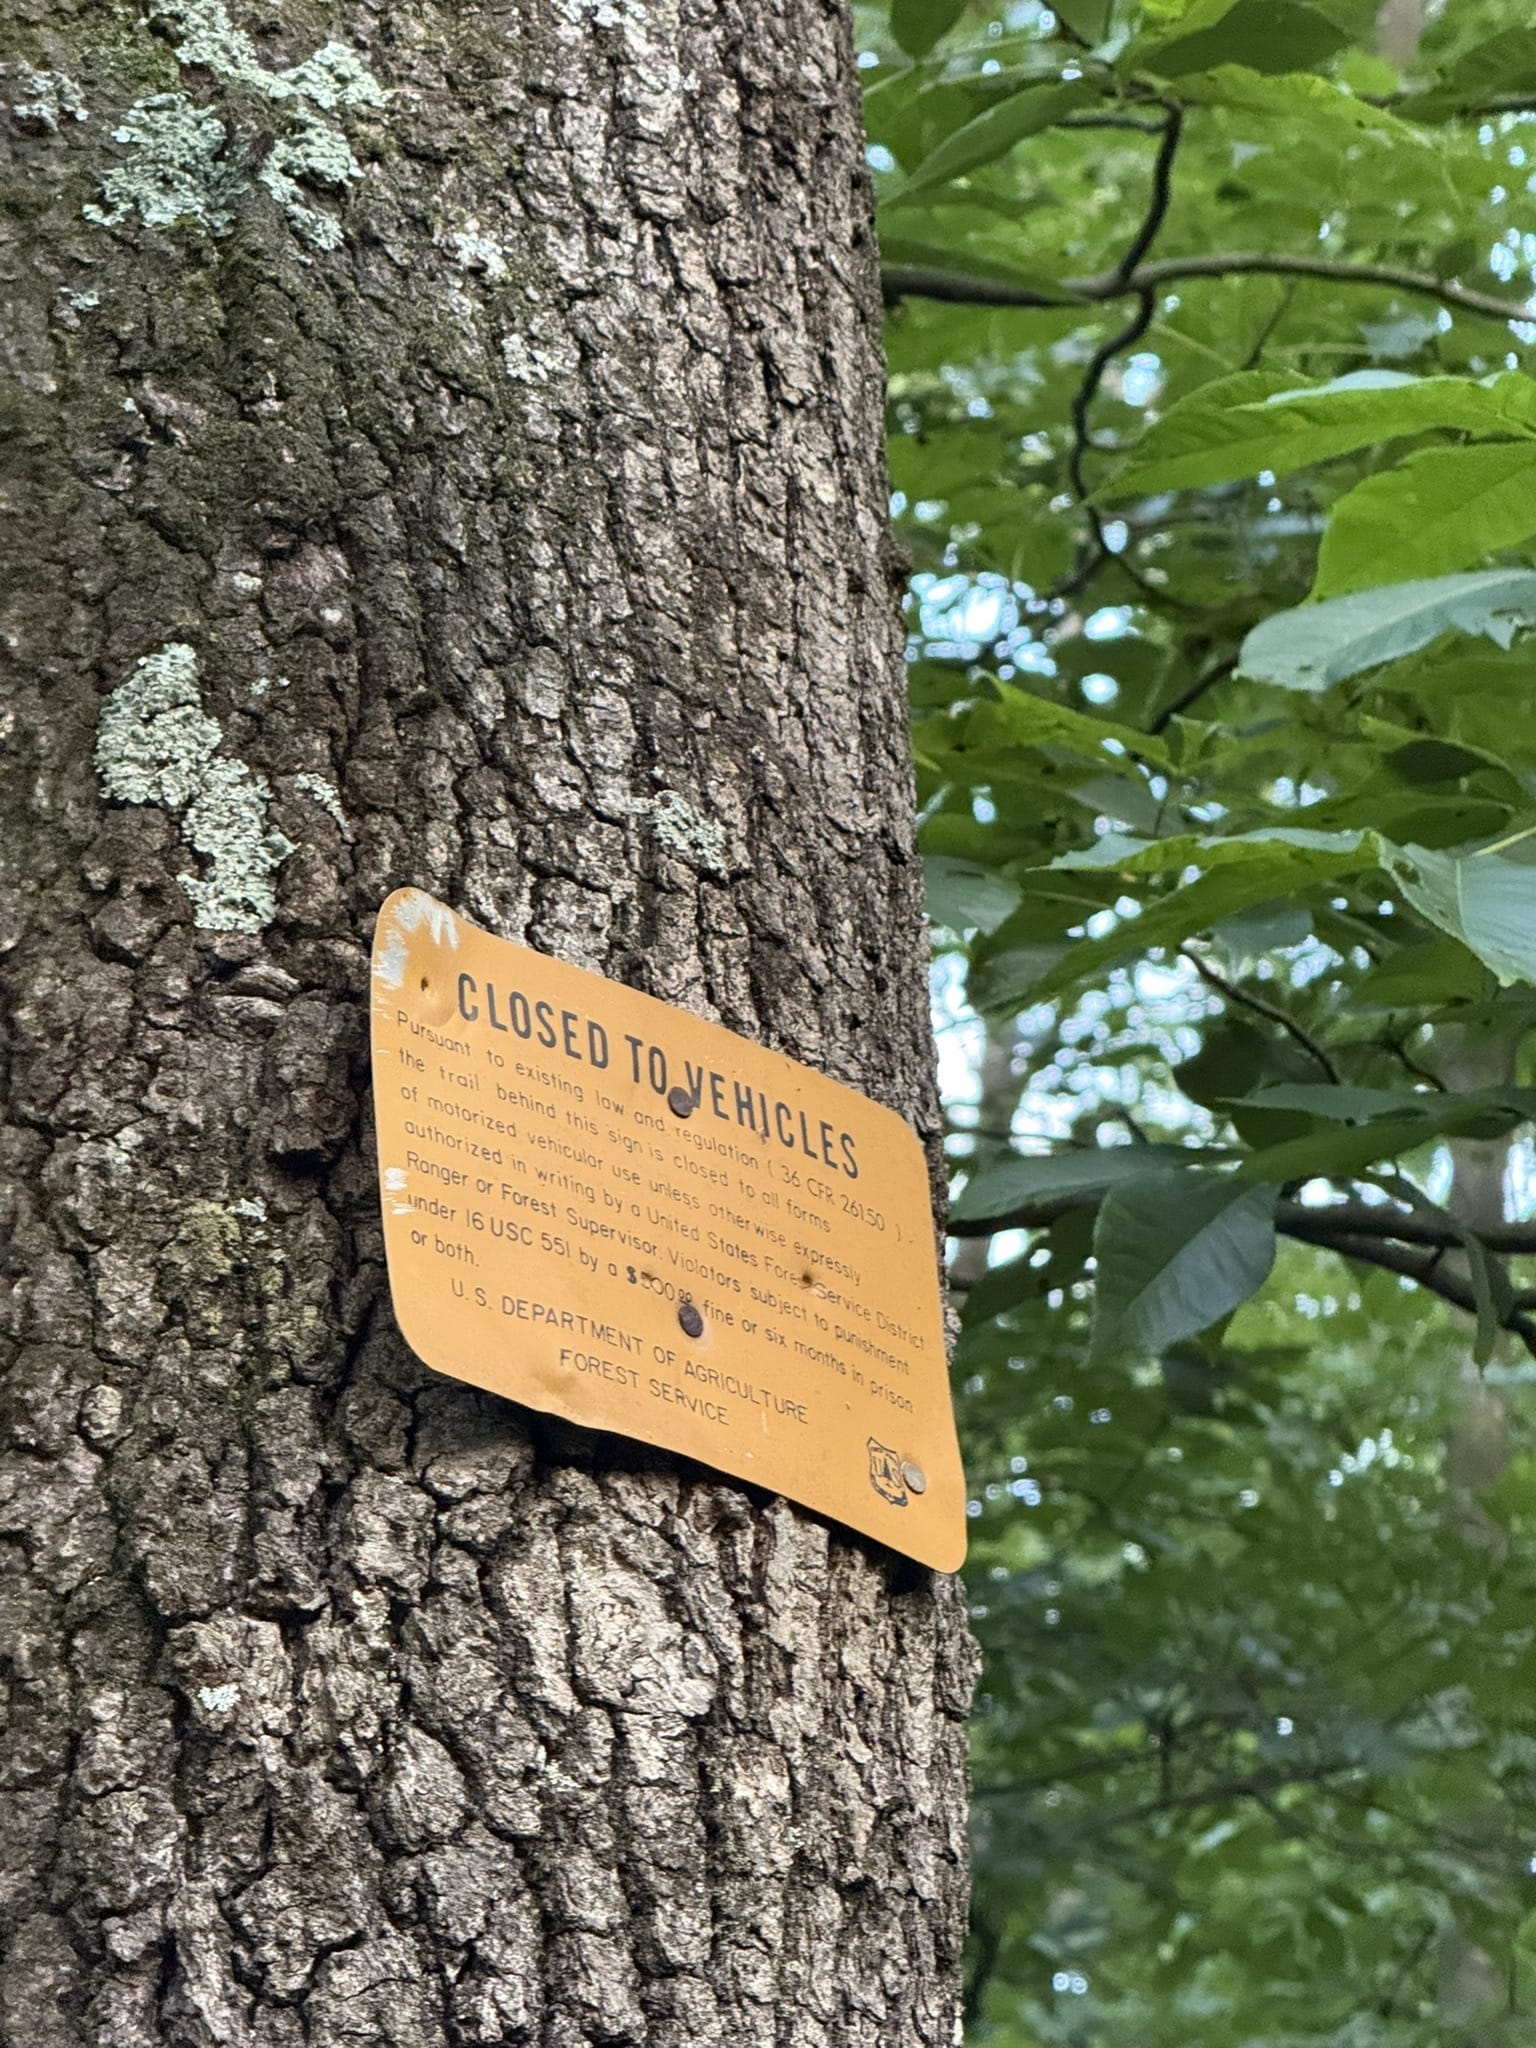 CLOSED TO VEHICLES
Pursuant to existing law and regulation ( 36 CFR 261.50 ).
the trail behind this sign is closed to all forms
of motorized vehicular use unless otherwise expressly
authorized in writing by a United States Forest Service District
Ranger or Forest Supervisor. Violators subject to punishment
under 16 USC 551 by a $500.00 fine or six months in prison
or both.
U.S. DEPARTMENT OF AGRICULTURE
FOREST SERVICE
UAS